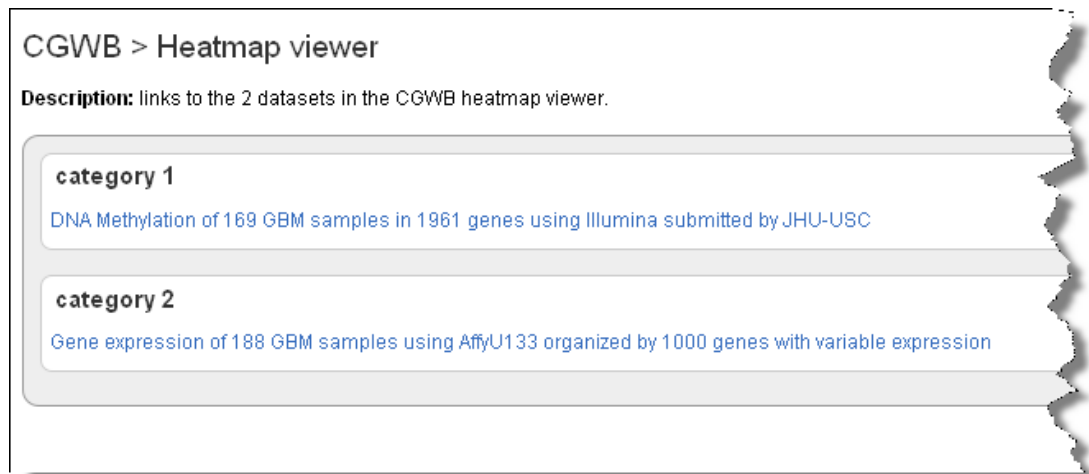 CGWB > Heatmap viewer
Description: links to the 2 datasets in the CGWB heatmap viewer.
category 1
DNA Methylation of 169 GBM samples in 1961 genes using Illumina submitted by JHU-USC
category 2
Gene expression of 188 GBM samples using AffyU133 organized by 1000 genes with variable expression